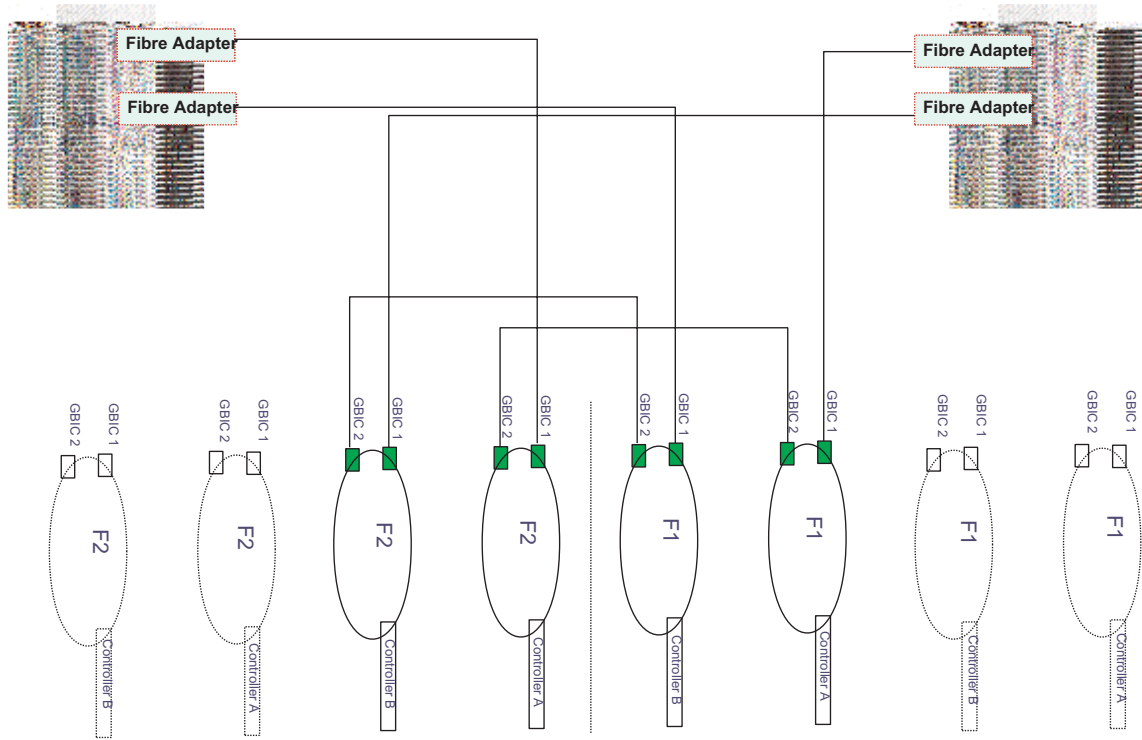 Fibre Adapter
Fibre Adapter
Fibre Adapter
Fibre Adapter
GBIC 2
GBIC 1
GBIC 2
GBIC 1
GBIC 2
GBIC 1
GBIC 2
GBIC 1
GBIC 2
GBIC 1
GBIC 2
GBIC 1
GBIC 2
GBIC 1
GBIC 2
GBIC 1
F2
F2
F2
F2
F1
F1
F1
F1
Controller B
Controller A
Controller B
Controller A
Controller B
Controller A
Controller B
Controller A